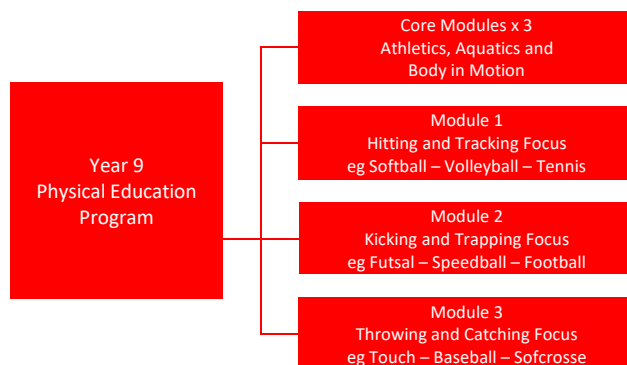 Year 9
Physical Education
Program
Core Modules x 3
Athletics, Aquatics and
Body in Motion
Module 1
Hitting and Tracking Focus
eg Softball – Volleyball – Tennis
Module 2
Kicking and Trapping Focus
eg Futsal – Speedball – Football
Module 3
Throwing and Catching Focus
eg Touch – Baseball – Sofcrosse